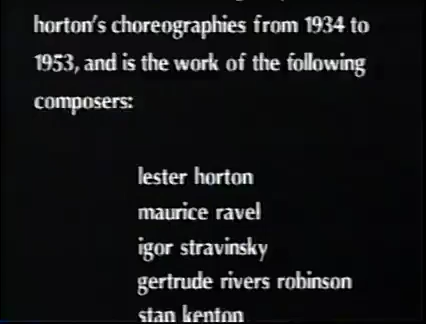 horton's choreographies from 1934 to
1953, and is the work of the following
composers:
lester horton
maurice ravel
igor stravinsky
gertrude rivers robinson
stan kenton